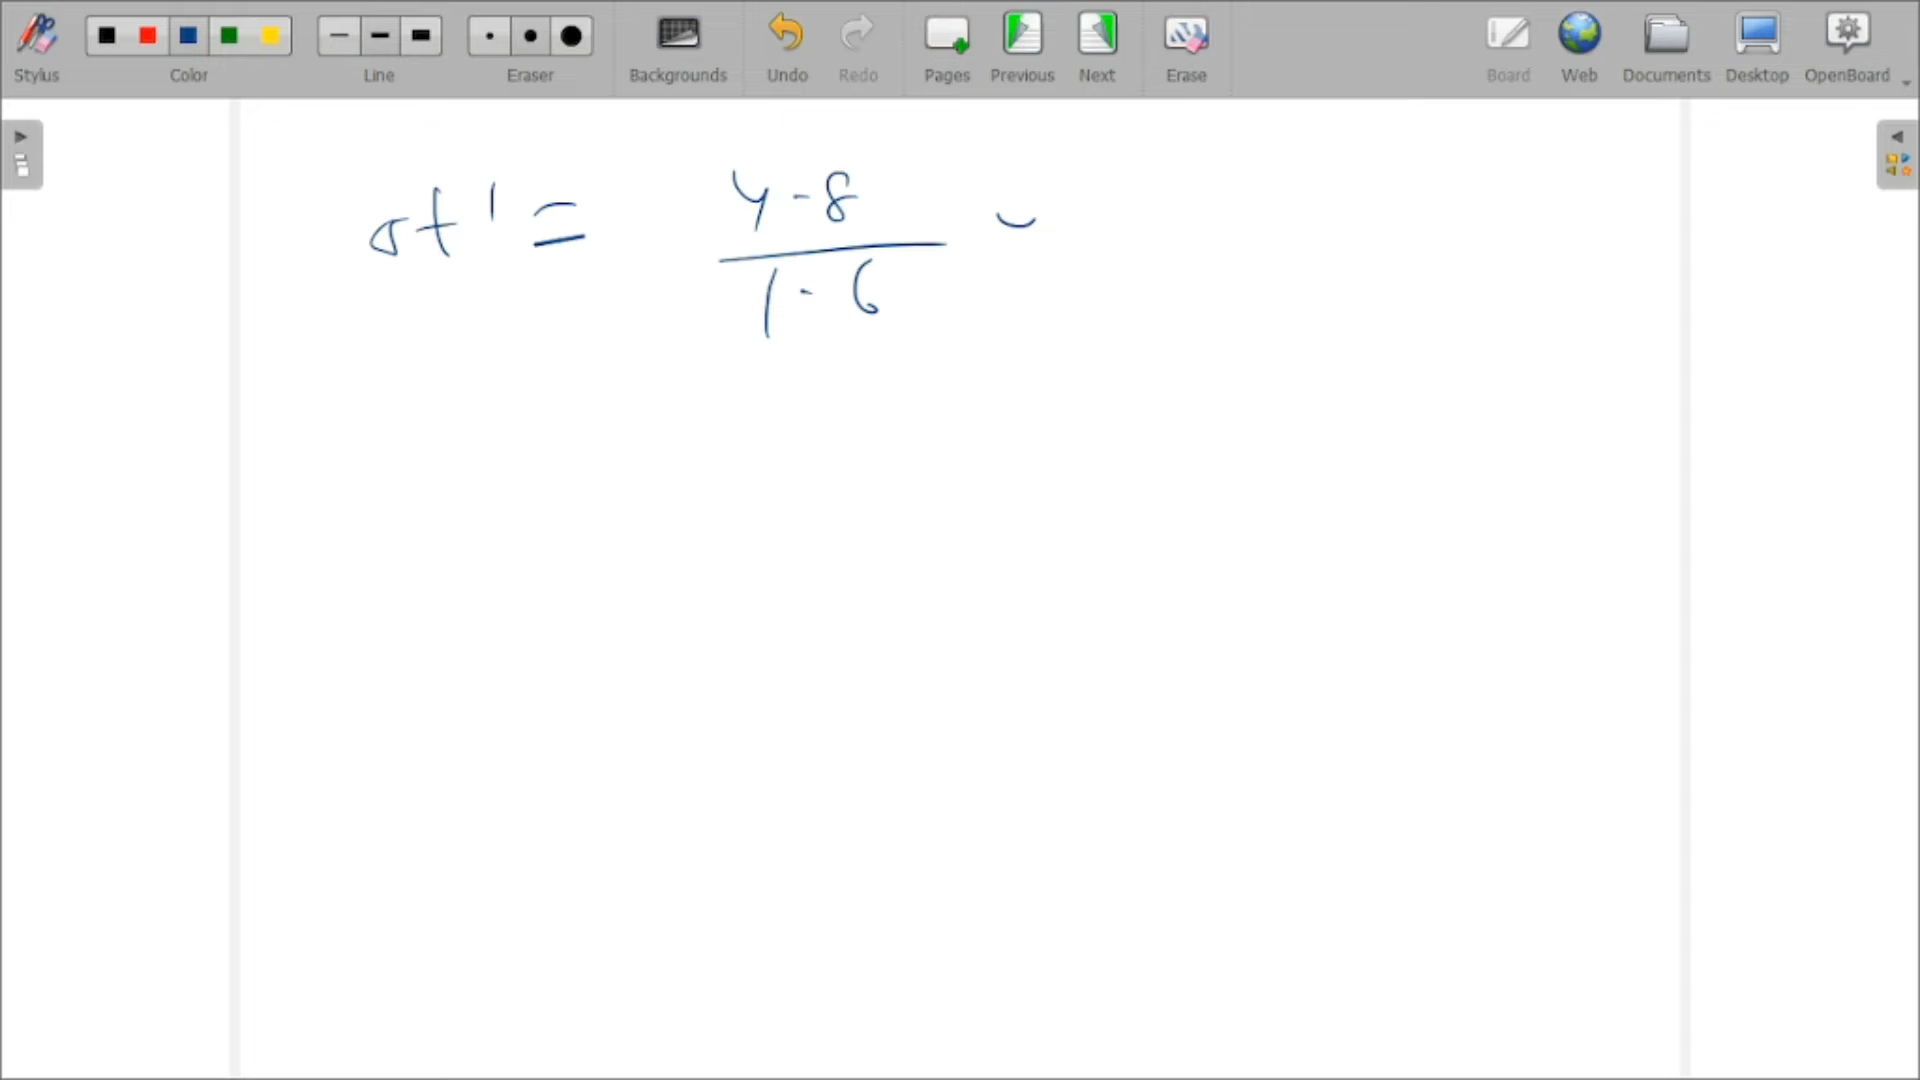 Stylus Color Line Eraser Backgrounds Undo Redo Pages Previous Next Erase Board Web Documents Desktop OpenBoard
σt' =
4-8
1-6